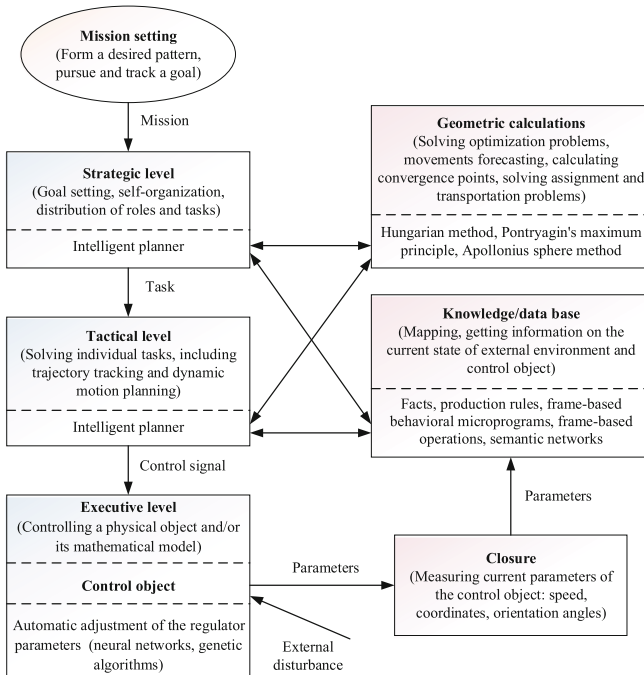 Mission setting
(Form a desired pattern,
pursue and track a goal)
Mission
Strategic level
(Goal setting, self-organization,
distribution of roles and tasks)
Intelligent planner
Task
Tactical level
(Solving individual tasks, including
trajectory tracking and dynamic
motion planning)
Intelligent planner
Control signal
Executive level
(Controlling a physical object and/or
its mathematical model)
Control object
Automatic adjustment of the regulator
parameters (neural networks, genetic
algorithms)
Geometric calculations
(Solving optimization problems,
movements forecasting, calculating
convergence points, solving assignment and
transportation problems)
Hungarian method, Pontryagin's maximum
principle, Apollonius sphere method
Knowledge/data base
(Mapping, getting information on the
current state of external environment and
control object)
Facts, production rules, frame-based
behavioral microprograms, frame-based
operations, semantic networks
Parameters
Closure
(Measuring current parameters of
the control object: speed,
coordinates, orientation angles)
Parameters
External
disturbance